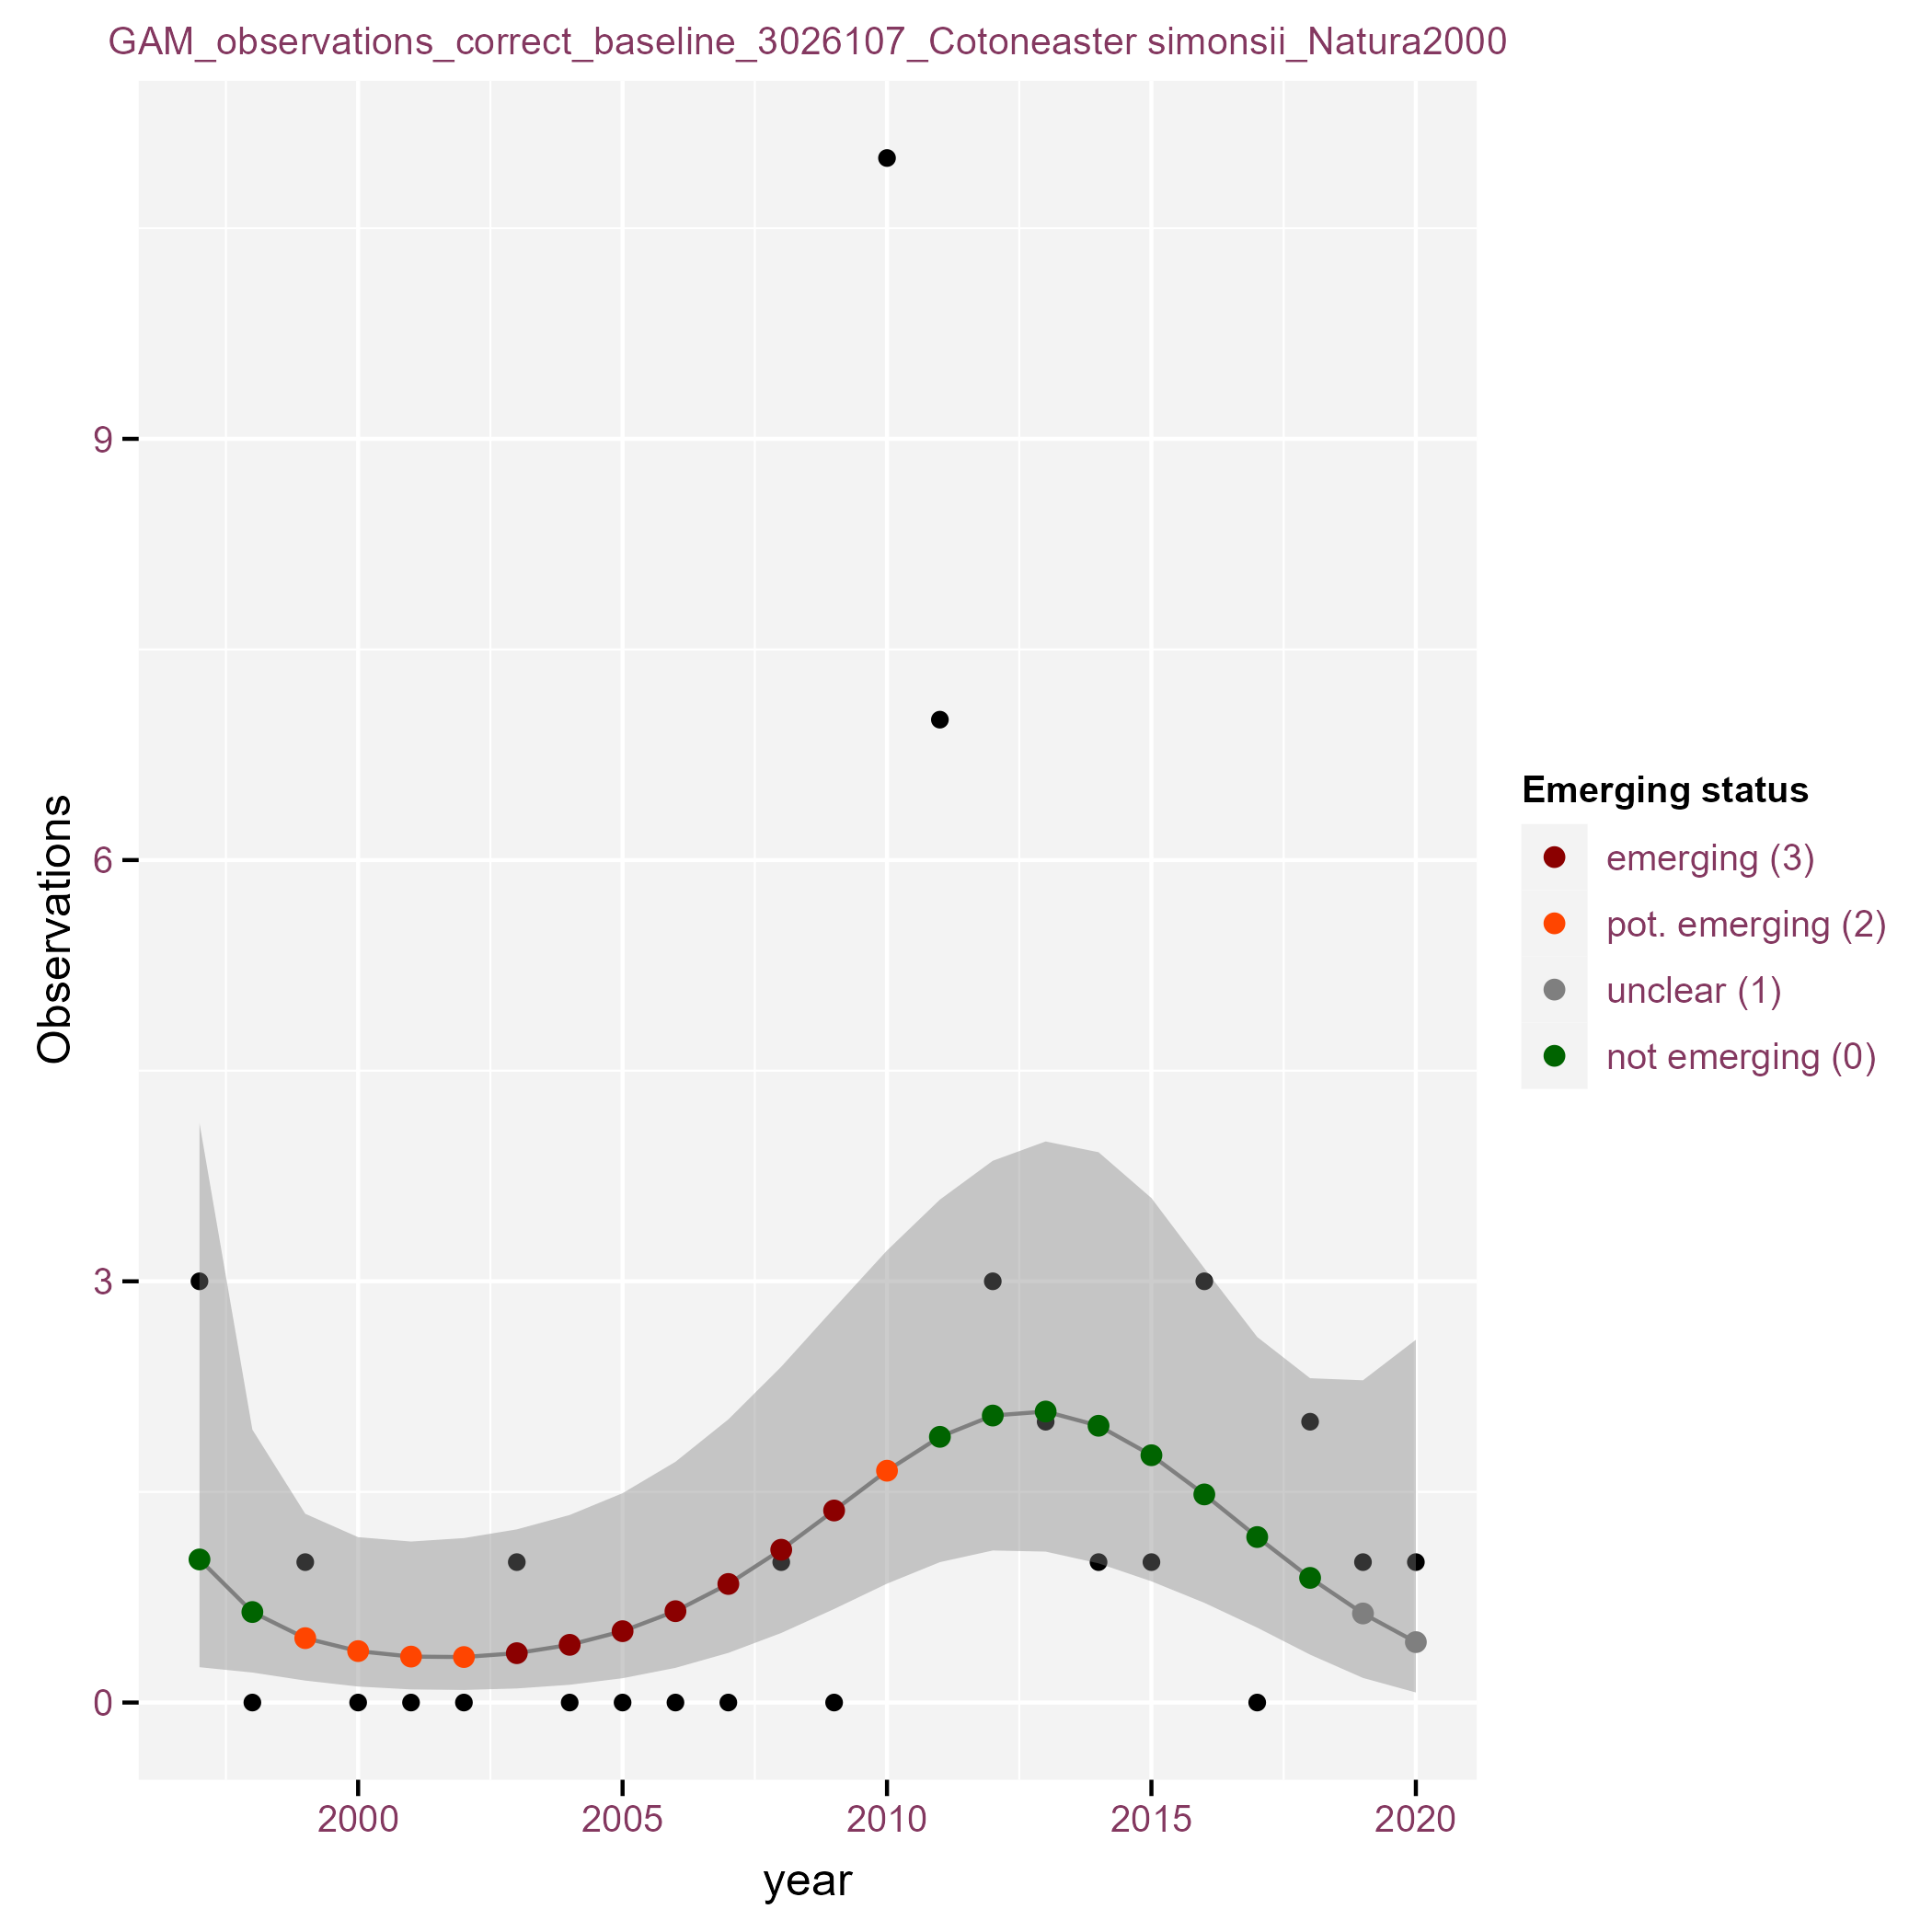 GAM_observations_correct_baseline_3026107_Cotoneaster simonsii_Natura2000
Observations
9
6
3
0
2000 2005 2010 2015 2020
year
Emerging status
emerging (3)
pot. emerging (2)
unclear (1)
not emerging (0)